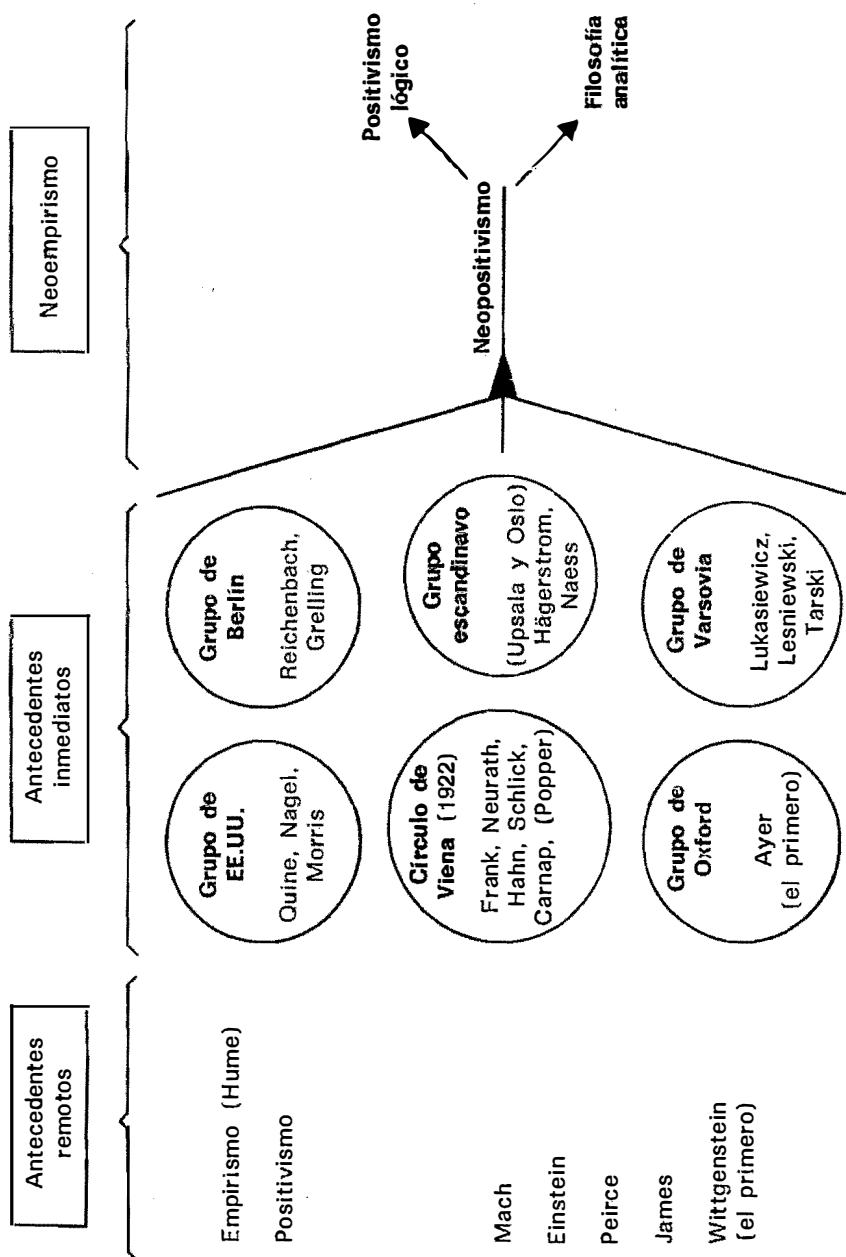 Antecedentes
remotos
Empirismo (Hume)
Positivismo
Mach
Einstein
Peirce
James
Wittgenstein
(el primero)
Antecedentes
inmediatos
Grupo de
EE.UU.
Quine, Nagel,
Morris
Grupo de
Berlín
Reichenbach,
Grelling
Círculo de
Viena (1922)
Frank, Neurath,
Hahn, Schlick,
Carnap, (Popper)
Grupo
escandinavo
(Upsala y Oslo)
Hägerstrom,
Naess
Grupo de
Oxford
Ayer
(el primero)
Grupo de
Varsovia
Lukasiewicz,
Lesniewski,
Tarski
Neoempirismo
Neopositivismo
Positivismo
lógico
Filosofía
analítica